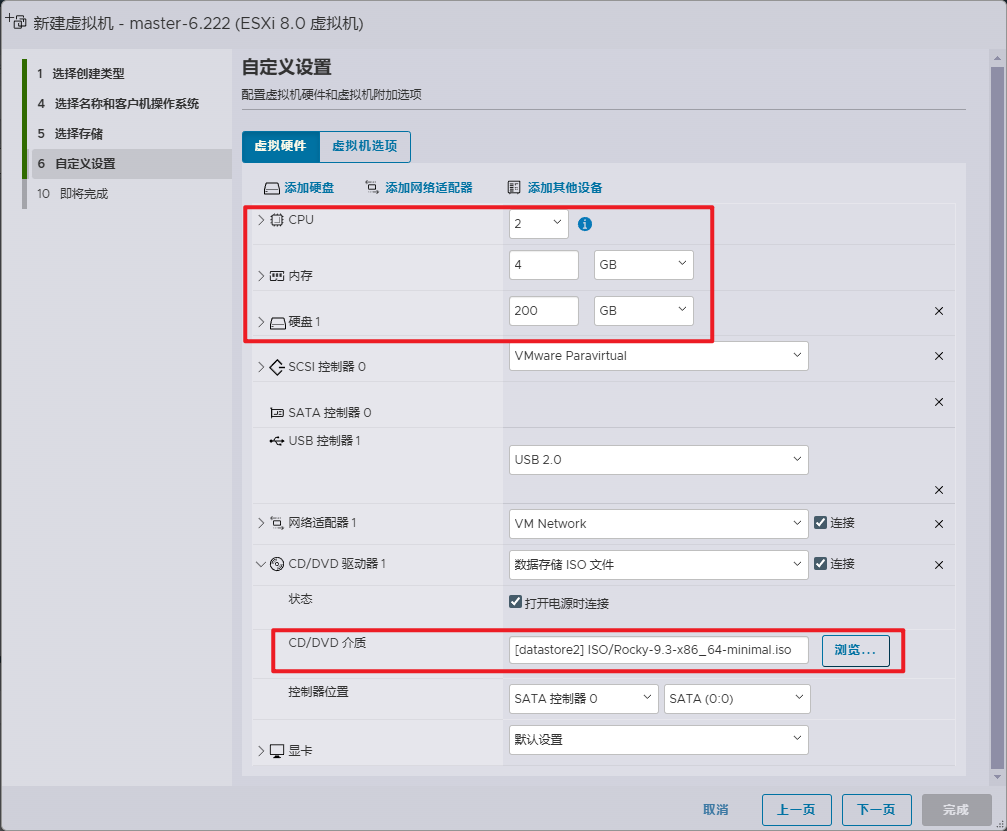 新建虚拟机 - master-6.222 (ESXi 8.0 虚拟机)
1 选择创建类型
4 选择名称和客户机操作系统
5 选择存储
6 自定义设置
10 即将完成
自定义设置
配置虚拟机硬件和虚拟机附加选项
虚拟硬件 虚拟机选项
添加硬盘 添加网络适配器 添加其他设备
CPU 2
内存 4 GB
硬盘 1 200 GB
SCSI 控制器 0 VMware Paravirtual
SATA 控制器 0
USB 控制器 1 USB 2.0
网络适配器 1 VM Network 连接
CD/DVD 驱动器 1 数据存储 ISO 文件 连接
状态 打开电源时连接
CD/DVD 介质 [datastore2] ISO/Rocky-9.3-x86_64-minimal.iso 浏览...
控制器位置 SATA 控制器 0 SATA (0:0)
显卡 默认设置
取消 上一页 下一页 完成